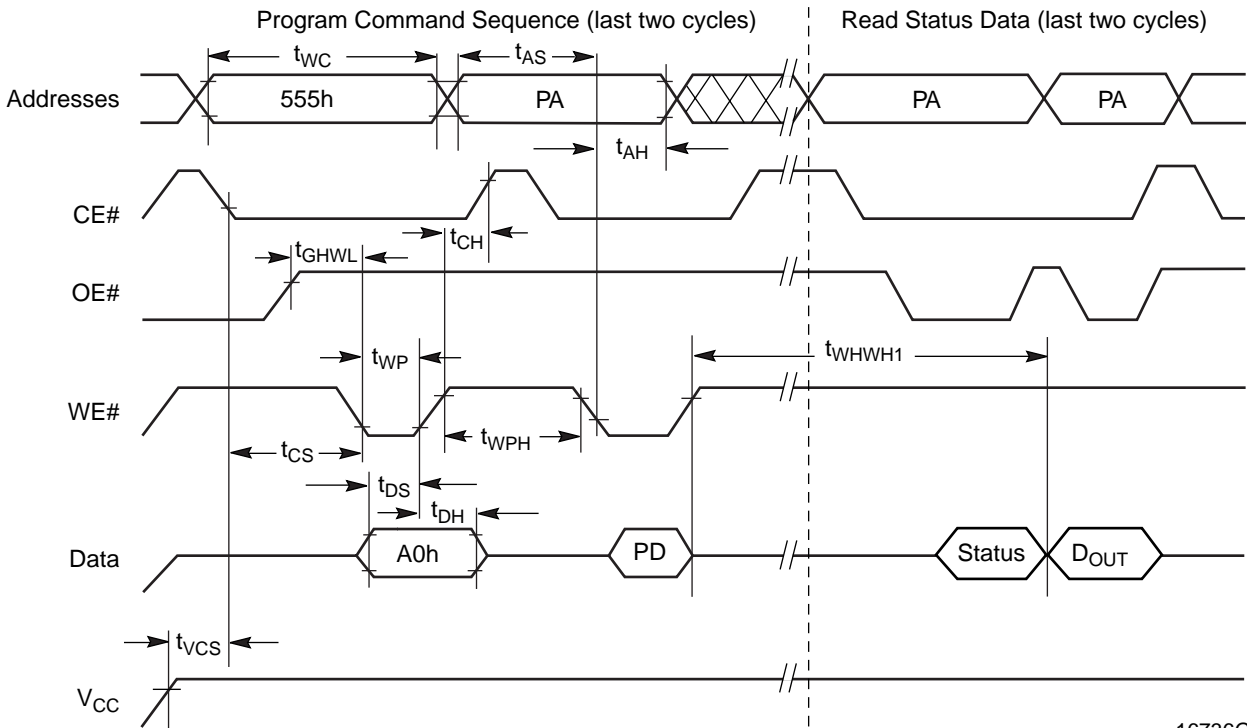 Program Command Sequence (last two cycles)
Read Status Data (last two cycles)
tWC
tAS
Addresses
555h
PA
PA
PA
tAH
CE#
tCH
tGHWL
OE#
tWHWH1
tWP
WE#
tWPH
tCS
tDS
tDH
Data
A0h
PD
Status
DOUT
tVCS
VCC